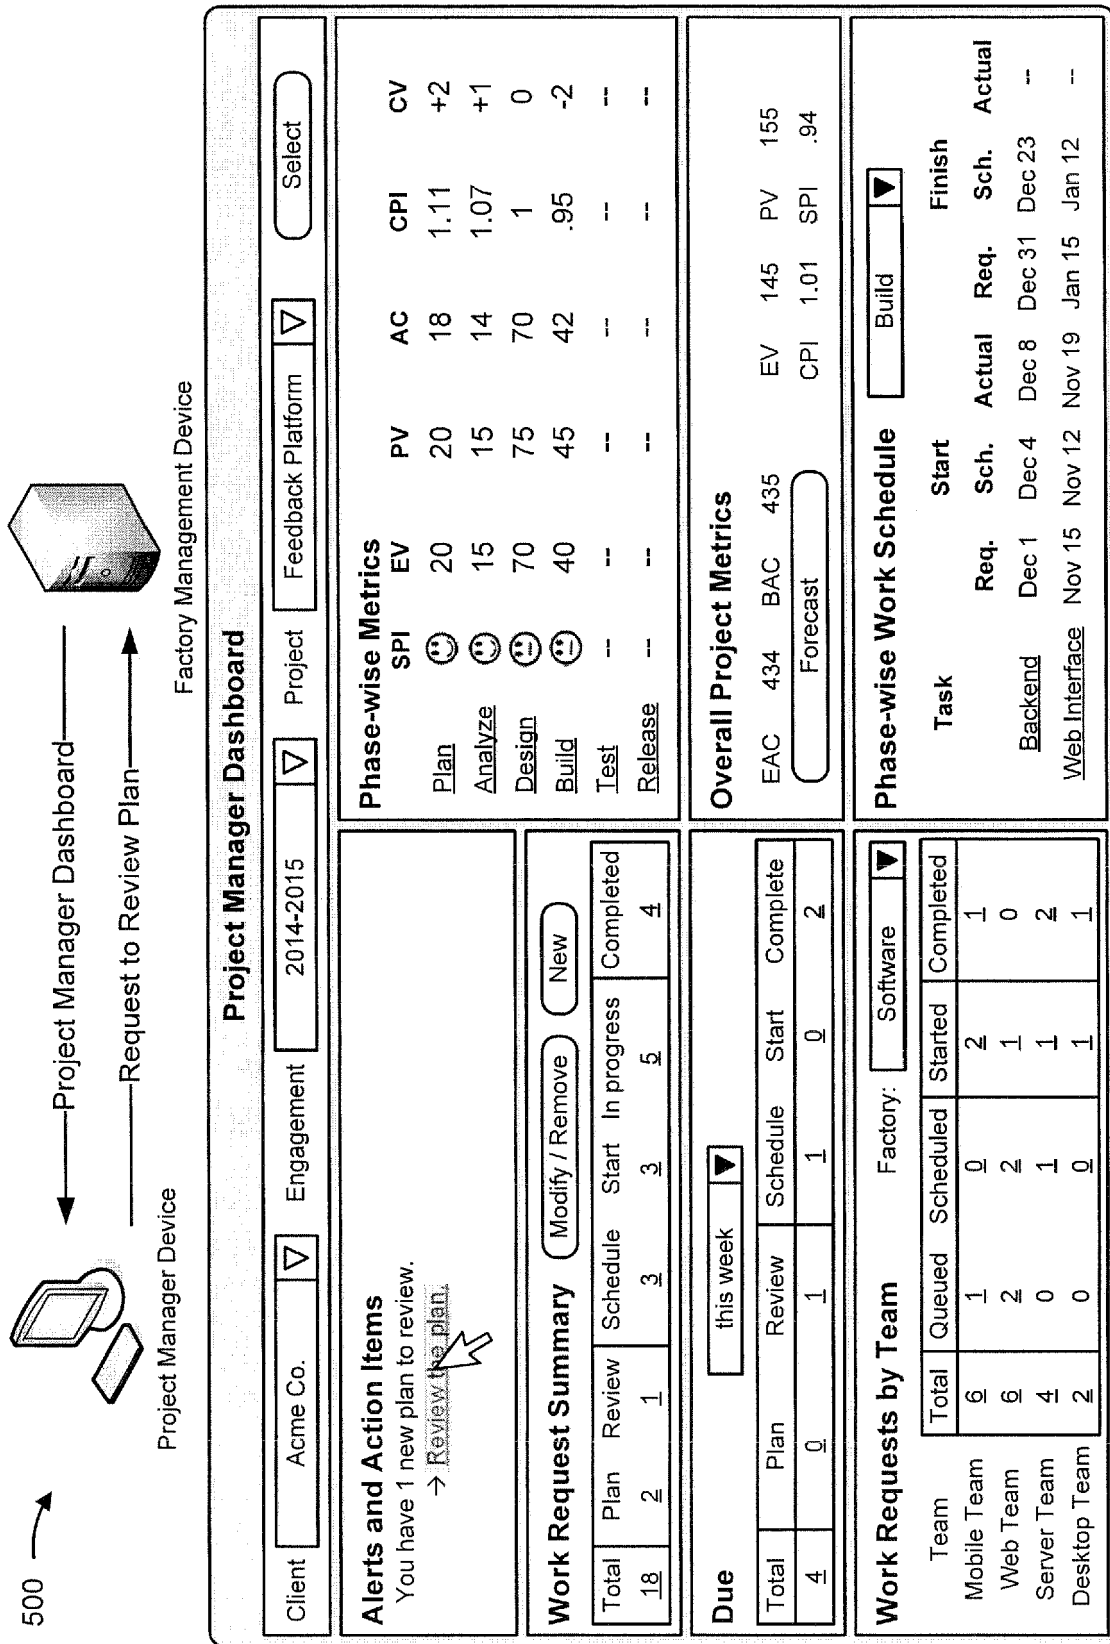 500
Project Manager Dashboard
Request to Review Plan
Project Manager Device
Factory Management Device
Project Manager Dashboard
Client Acme Co. Engagement 2014-2015 Project Feedback Platform Select
Alerts and Action Items
You have 1 new plan to review.
→ Review the plan.
Work Request Summary Modify / Remove New
Total Plan Review Schedule Start In progress Completed
18 2 1 3 3 5 4
Due this week
Total Plan Review Schedule Start Complete
4 0 1 1 0 2
Work Requests by Team Factory: Software
Team Total Queued Scheduled Started Completed
Mobile Team 6 1 0 2 1
Web Team 6 2 2 1 0
Server Team 4 0 1 1 2
Desktop Team 2 0 0 1 1
Phase-wise Metrics
SPI EV PV AC CPI CV
Plan 20 20 18 1.11 +2
Analyze 15 15 14 1.07 +1
Design 70 75 70 1 0
Build 40 45 42 .95 -2
Test -- -- -- -- -- --
Release -- -- -- -- -- --
Overall Project Metrics
EAC 434 BAC 435 EV 145 PV 155
Forecast CPI 1.01 SPI .94
Phase-wise Work Schedule Build
Task Start Finish
Req. Sch. Actual Req. Sch. Actual
Backend Dec 1 Dec 4 Dec 8 Dec 31 Dec 23 --
Web Interface Nov 15 Nov 12 Nov 19 Jan 15 Jan 12 --